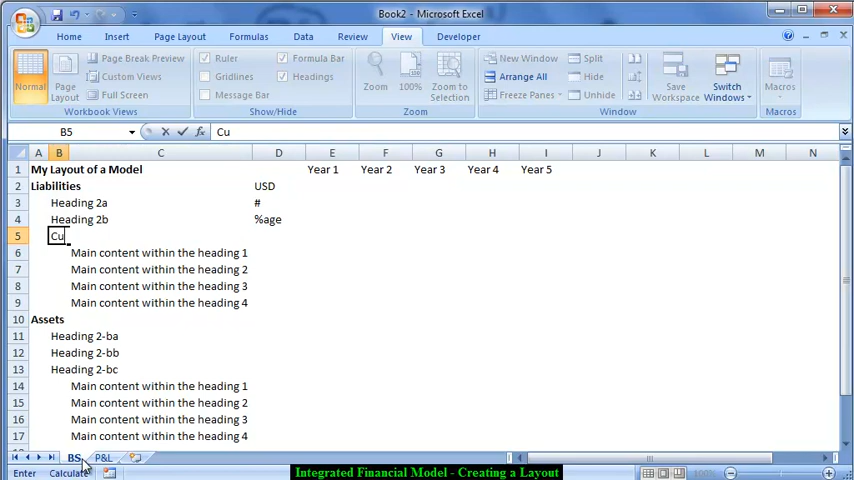 Book2 - Microsoft Excel
Home Insert Page Layout Formulas Data Review View Developer
Normal Page Layout Page Break Preview Custom Views Full Screen Workbook Views
Ruler Gridlines Message Bar Formula Bar Headings Show/Hide
Zoom 100% Zoom to Selection Zoom
New Window Arrange All Freeze Panes Split Hide Unhide Save Workspace Switch Windows Window
Macros Macros
B5 fx Cu
A B C D E F G H I J K L M N
1 My Layout of a Model Year 1 Year 2 Year 3 Year 4 Year 5
2 Liabilities USD
3 Heading 2a #
4 Heading 2b %age
5 Cu
6 Main content within the heading 1
7 Main content within the heading 2
8 Main content within the heading 3
9 Main content within the heading 4
10 Assets
11 Heading 2-ba
12 Heading 2-bb
13 Heading 2-bc
14 Main content within the heading 1
15 Main content within the heading 2
16 Main content within the heading 3
17 Main content within the heading 4
BS P&L
Enter Calculate 100%
Integrated Financial Model - Creating a Layout